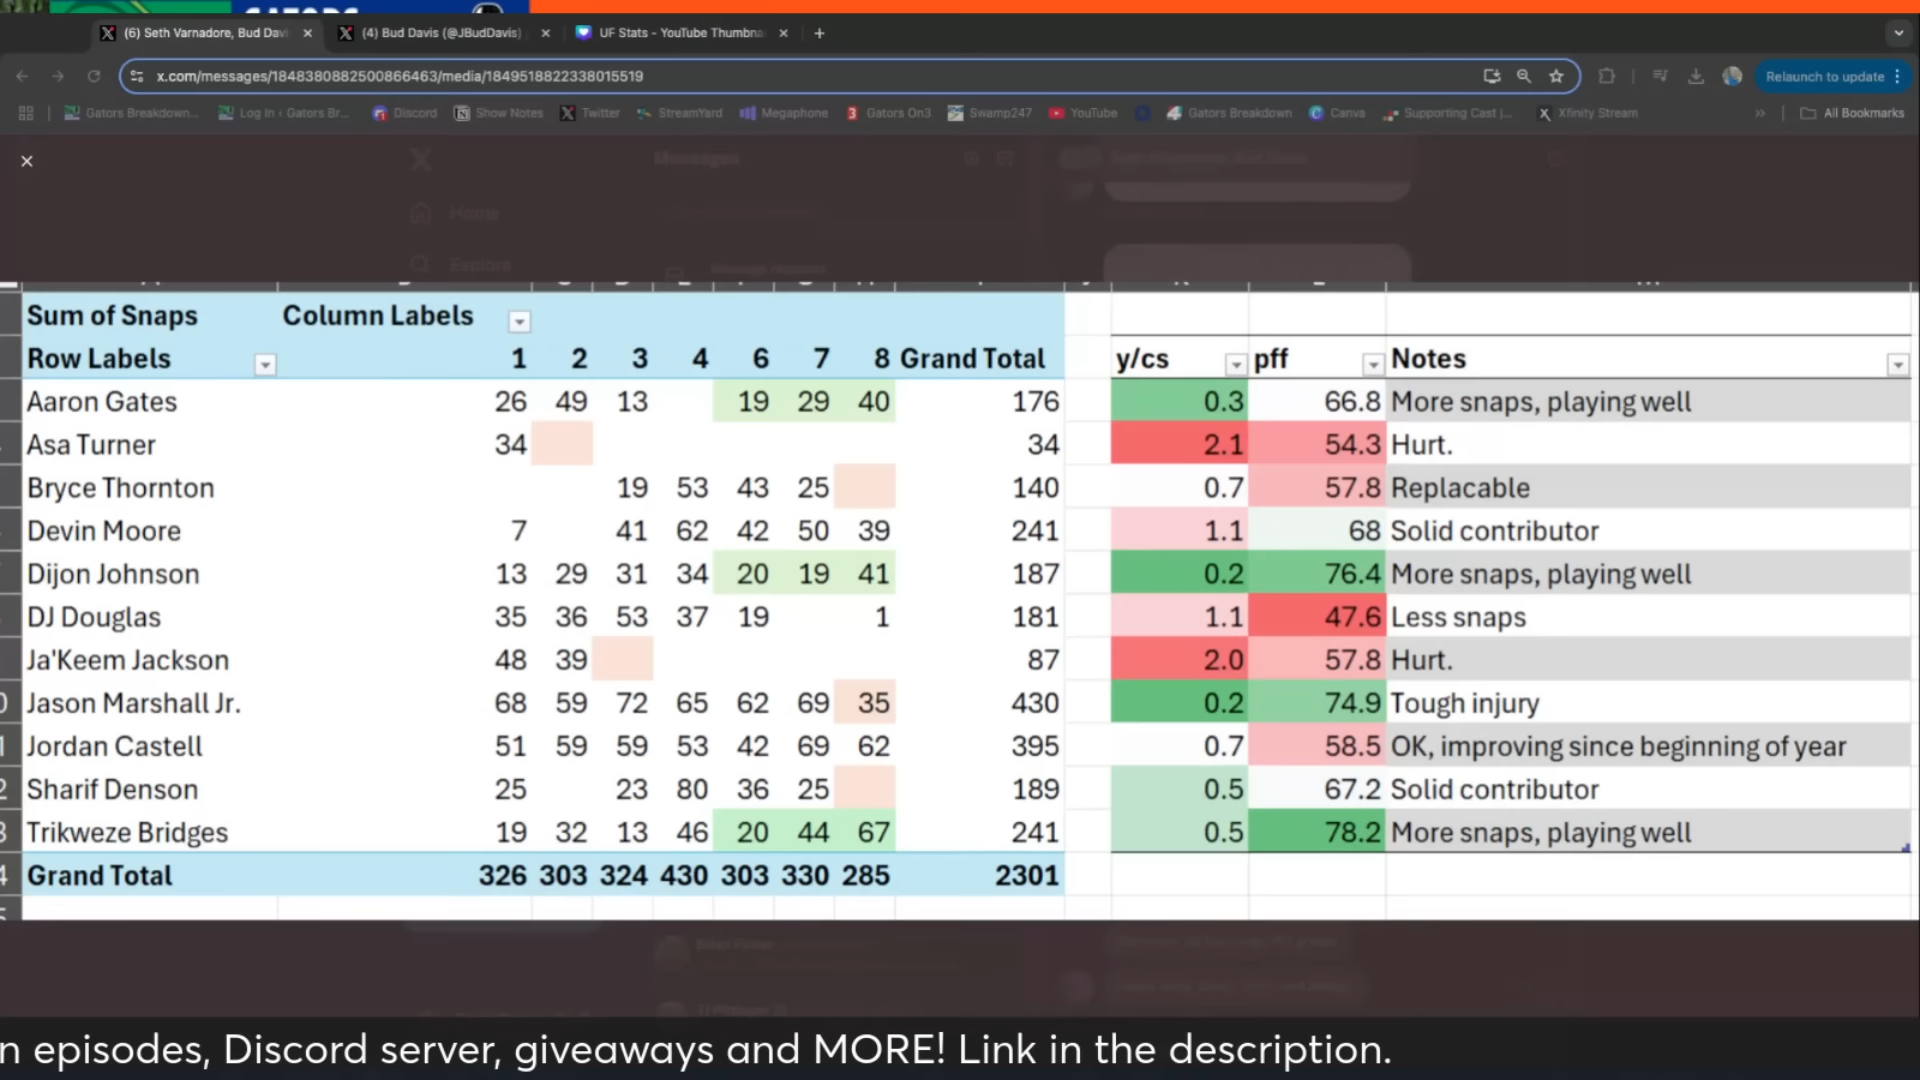 (6) Seth Varnadore, Bud Davi
(4) Bud Davis (@JBudDavis)
UF Stats - YouTube Thumbna
x.com/messages/1848380882500866463/media/1849518822338015519
Relaunch to update
Gators Breakdown...
Log In ‹ Gators Br...
Discord
Show Notes
Twitter
StreamYard
Megaphone
Gators On3
Swamp247
YouTube
Gators Breakdown
Canva
Supporting Cast |...
Xfinity Stream
All Bookmarks
Messages
Home
Explore
Sum of Snaps Column Labels
Row Labels 1 2 3 4 6 7 8 Grand Total y/cs pff Notes
Aaron Gates 26 49 13 19 29 40 176 0.3 66.8 More snaps, playing well
Asa Turner 34 34 2.1 54.3 Hurt.
Bryce Thornton 19 53 43 25 140 0.7 57.8 Replacable
Devin Moore 7 41 62 42 50 39 241 1.1 68 Solid contributor
Dijon Johnson 13 29 31 34 20 19 41 187 0.2 76.4 More snaps, playing well
DJ Douglas 35 36 53 37 19 1 181 1.1 47.6 Less snaps
Ja'Keem Jackson 48 39 87 2.0 57.8 Hurt.
Jason Marshall Jr. 68 59 72 65 62 69 35 430 0.2 74.9 Tough injury
Jordan Castell 51 59 59 53 42 69 62 395 0.7 58.5 OK, improving since beginning of year
Sharif Denson 25 23 80 36 25 189 0.5 67.2 Solid contributor
Trikweze Bridges 19 32 13 46 20 44 67 241 0.5 78.2 More snaps, playing well
Grand Total 326 303 324 430 303 330 285 2301
n episodes, Discord server, giveaways and MORE! Link in the description.